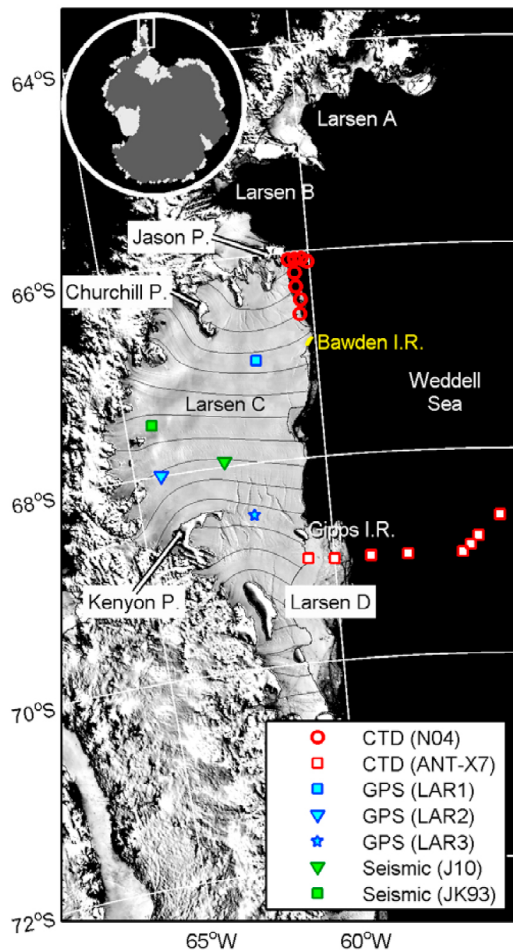 64°S
Larsen A
Larsen B
Jason P.
66°S
Churchill P.
Bawden I.R.
Larsen C
Weddell
Sea
68°S
Gipps I.R.
Kenyon P.
Larsen D
70°S
CTD (N04)
CTD (ANT-X7)
GPS (LAR1)
GPS (LAR2)
GPS (LAR3)
Seismic (J10)
Seismic (JK93)
72°S
65°W
60°W